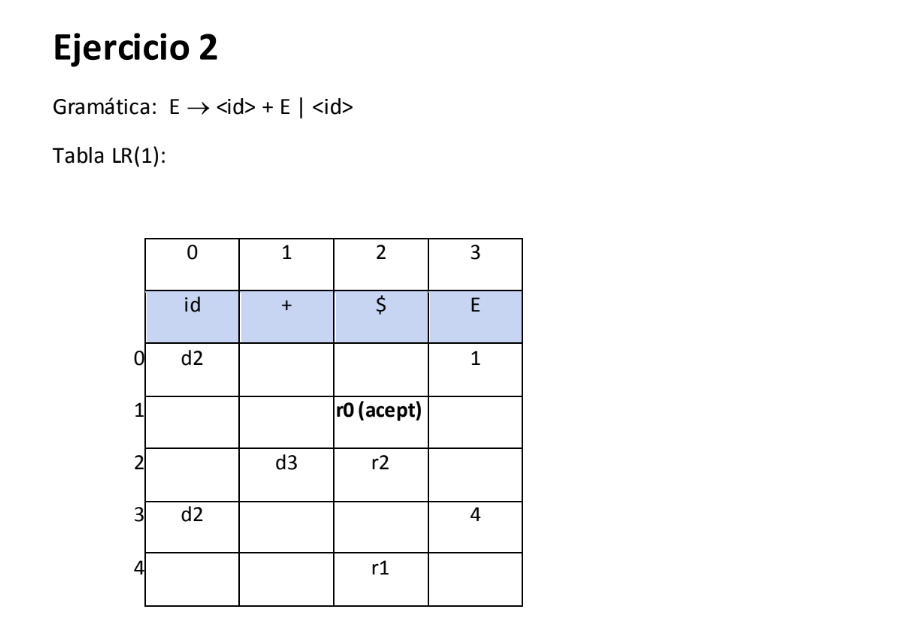 Ejercicio 2
Gramática: E → <id> + E | <id>
Tabla LR(1):
0 1 2 3
id + $ E
0 d2 1
1 r0 (acept)
2 d3 r2
3 d2 4
4 r1